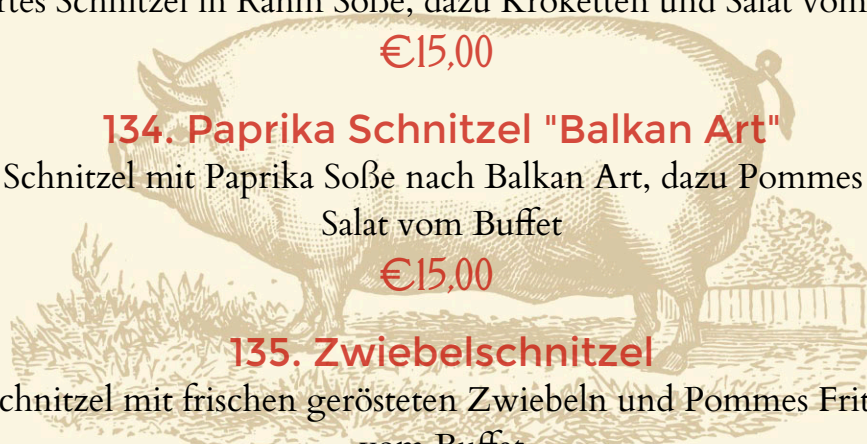 Schnitzel in Rahm Soße, dazu Kroketten und Salat vom
€15,00
134. Paprika Schnitzel "Balkan Art"
Schnitzel mit Paprika Soße nach Balkan Art, dazu Pommes
Salat vom Buffet
€15,00
135. Zwiebelschnitzel
chnitzel mit frischen gerösteten Zwiebeln und Pommes Frit
vom Buffet